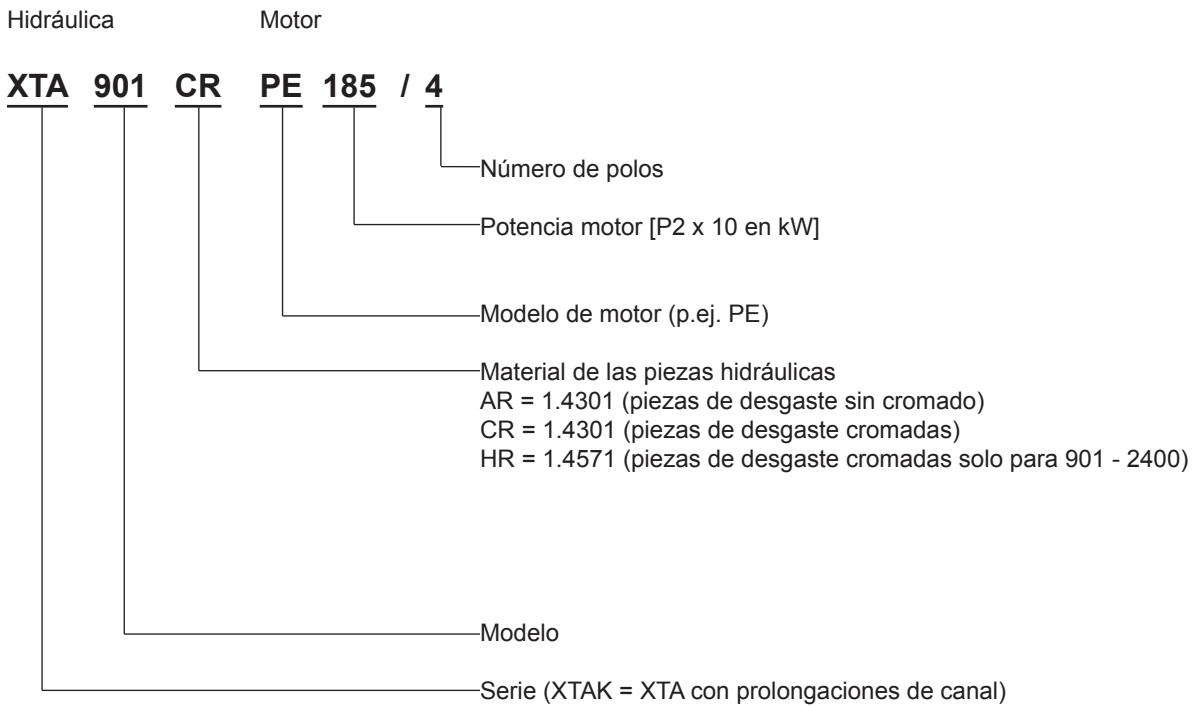 Hidráulica Motor
XTA 901 CR PE 185 / 4
Número de polos
Potencia motor [P2 x 10 en kW]
Modelo de motor (p.ej. PE)
Material de las piezas hidráulicas
AR = 1.4301 (piezas de desgaste sin cromado)
CR = 1.4301 (piezas de desgaste cromadas)
HR = 1.4571 (piezas de desgaste cromadas solo para 901 - 2400)
Modelo
Serie (XTAK = XTA con prolongaciones de canal)